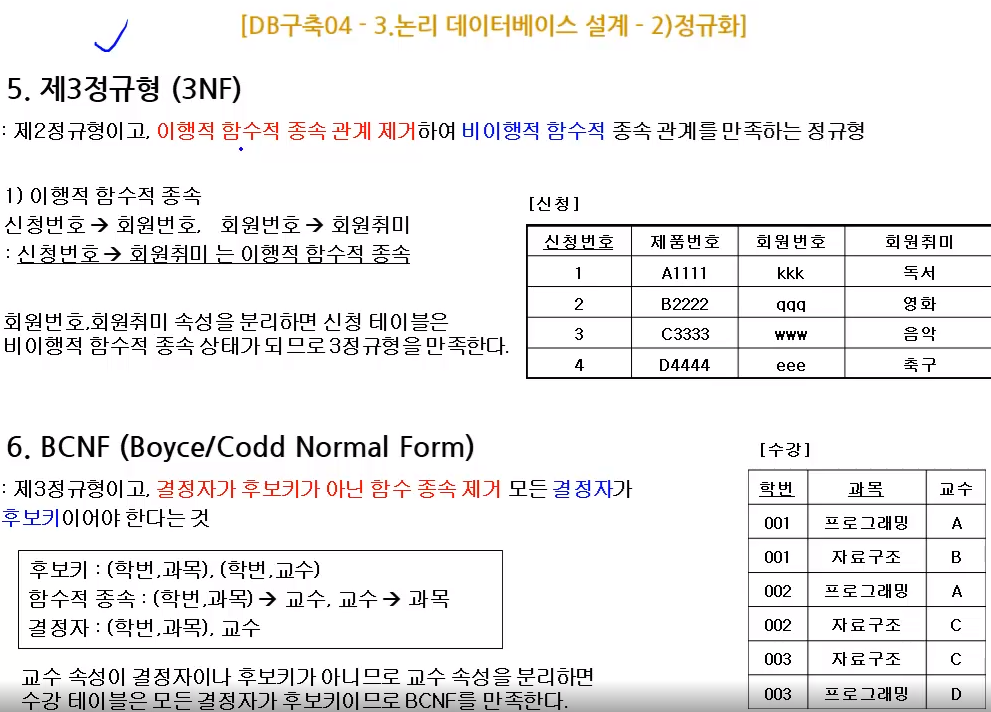 [DB구축04 - 3.논리 데이터베이스 설계 - 2)정규화]
5. 제3정규형 (3NF)
: 제2정규형이고, 이행적 함수적 종속 관계 제거하여 비이행적 함수적 종속 관계를 만족하는 정규형
1) 이행적 함수적 종속
신청번호 → 회원번호, 회원번호 → 회원취미
: 신청번호 → 회원취미 는 이행적 함수적 종속
회원번호,회원취미 속성을 분리하면 신청 테이블은
비이행적 함수적 종속 상태가 되므로 3정규형을 만족한다.
[신청]
신청번호 제품번호 회원번호 회원취미
1 A1111 kkk 독서
2 B2222 qqq 영화
3 C3333 www 음악
4 D4444 eee 축구
6. BCNF (Boyce/Codd Normal Form)
: 제3정규형이고, 결정자가 후보키가 아닌 함수 종속 제거 모든 결정자가
후보키이어야 한다는 것
후보키 : (학번,과목), (학번,교수)
함수적 종속 : (학번,과목) → 교수, 교수 → 과목
결정자 : (학번,과목), 교수
교수 속성이 결정자이나 후보키가 아니므로 교수 속성을 분리하면
수강 테이블은 모든 결정자가 후보키이므로 BCNF를 만족한다.
[수강]
학번 과목 교수
001 프로그래밍 A
001 자료구조 B
002 프로그래밍 A
002 자료구조 C
003 자료구조 C
003 프로그래밍 D